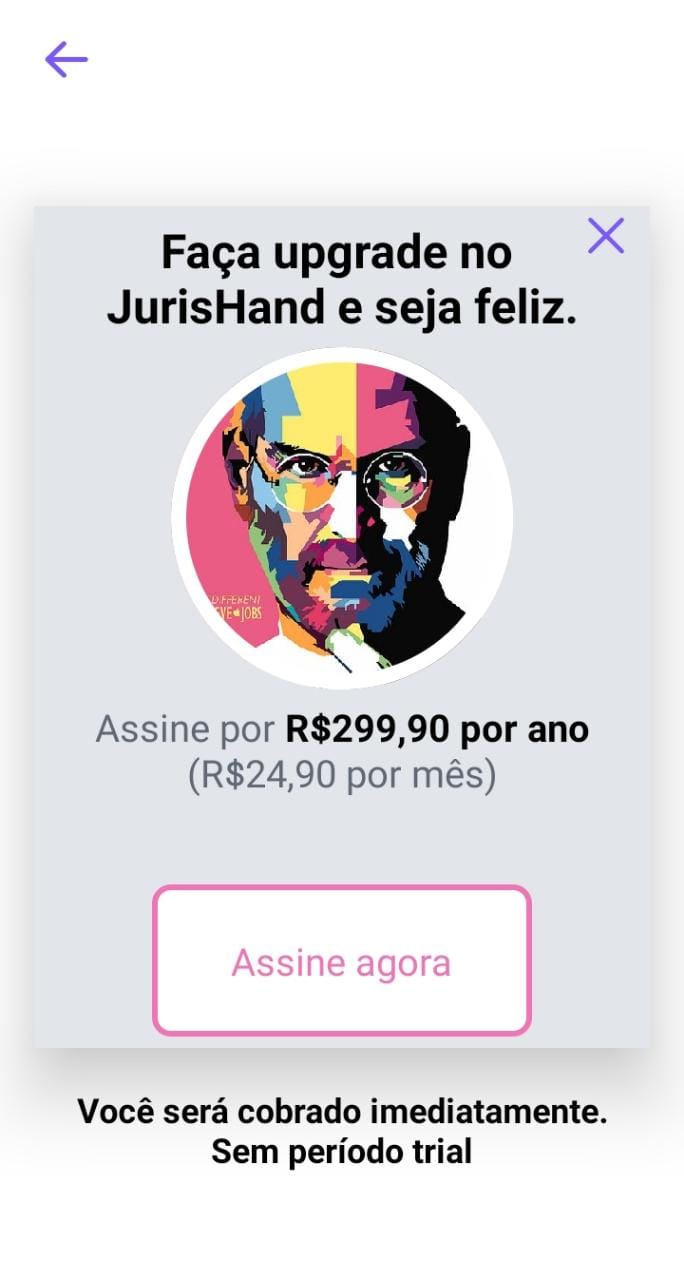 Faça upgrade no
JurisHand e seja feliz.
DIFFERENT
EVE JOBS
Assine por R$299,90 por ano
(R$24,90 por mês)
Assine agora
Você será cobrado imediatamente.
Sem período trial